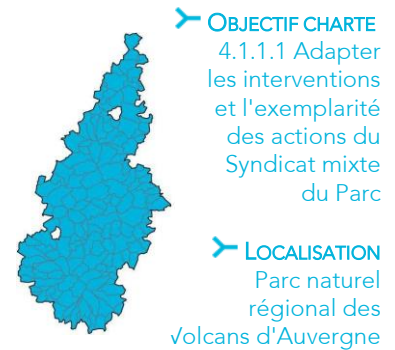 OBJECTIF CHARTE
4.1.1.1 Adapter
les interventions
et l'exemplarité
des actions du
Syndicat mixte
du Parc
LOCALISATION
Parc naturel
régional des
Volcans d'Auvergne